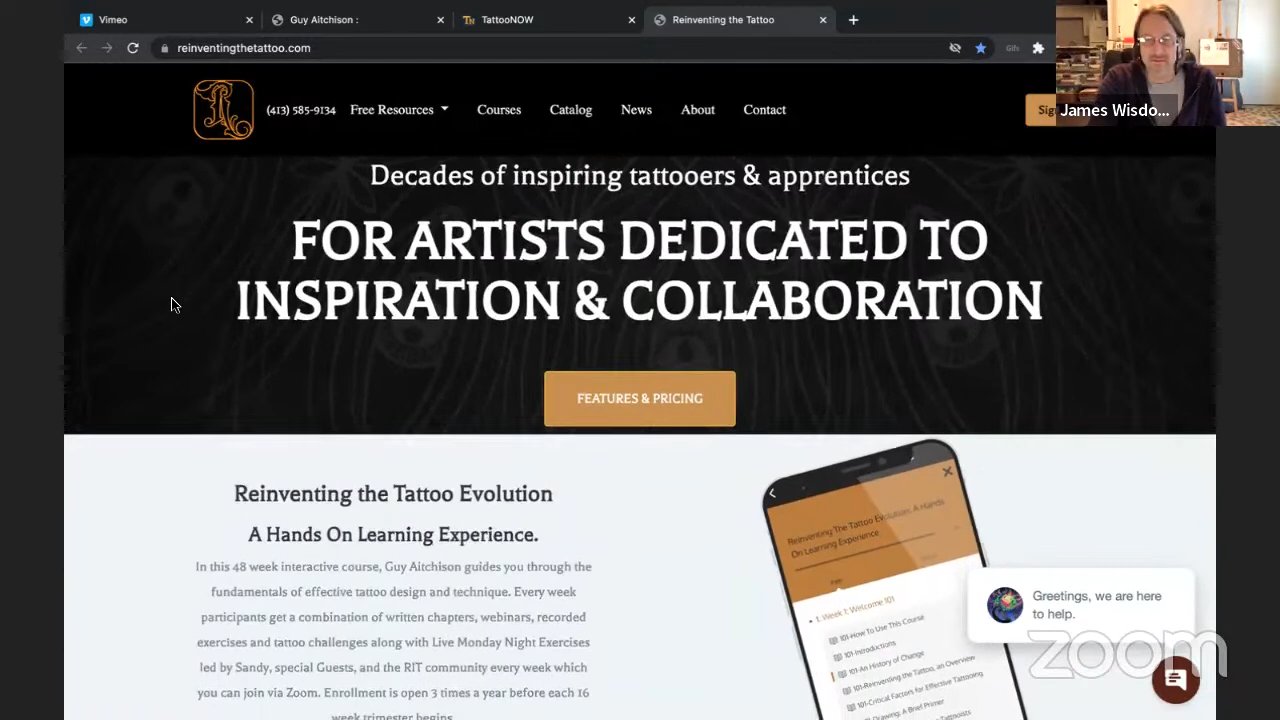 Vimeo
Guy Aitchison :
TattooNOW
Reinventing the Tattoo
reinventingthetattoo.com
Gifs
(413) 585-9134
Free Resources
Courses
Catalog
News
About
Contact
James Wisdo...
Decades of inspiring tattooers & apprentices
FOR ARTISTS DEDICATED TO
INSPIRATION & COLLABORATION
FEATURES & PRICING
Reinventing the Tattoo Evolution
A Hands On Learning Experience.
In this 48 week interactive course, Guy Aitchison guides you through the
fundamentals of effective tattoo design and technique. Every week
participants get a combination of written chapters, webinars, recorded
exercises and tattoo challenges along with Live Monday Night Exercises
led by Sandy, special Guests, and the RIT community every week which
you can join via Zoom. Enrollment is open 3 times a year before each 16
week trimester begins.
Reinventing The Tattoo Evolution: A Hands
On Learning Experience
1. Week 1: Welcome 101
101-How To Use This Course
101-Introductions
101-An History of Change
101-Reinventing the Tattoo, an Overview
101-Critical Factors for Effective Tattooing
Drawing: A Brief Primer
Tattooists
Greetings, we are here
to help.
zoom